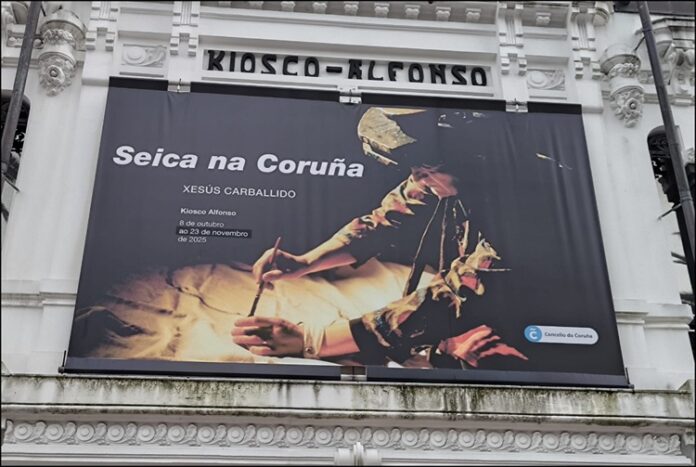 KIOSCO-ALFONSO
Seica na Coruña
XESÚS CARBALLIDO
Kiosco Alfonso
8 de outubro
ao 23 de novembro
de 2025
Concello da Coruña